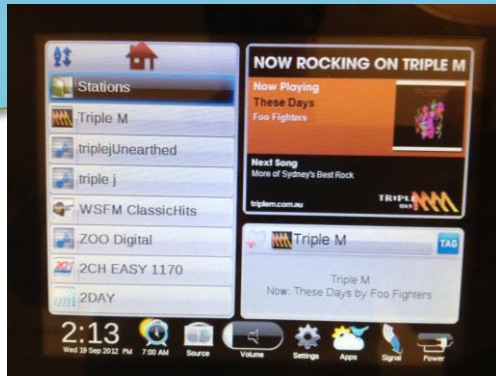 Stations
Triple M
triplejUnearthed
triple j
WSFM ClassicHits
ZOO Digital
2CH EASY 1170
2DAY
NOW ROCKING ON TRIPLE M
Now Playing
These Days
Foo Fighters
Next Song
More of Sydney's Best Rock
triplem.com.au
TRIPLE
Triple M
TAG
Triple M
Now: These Days by Foo Fighters
2:13
Wed 19 Sep 2012 PM
7:00 AM
Source
Volume
Settings
Apps
Signal
Power